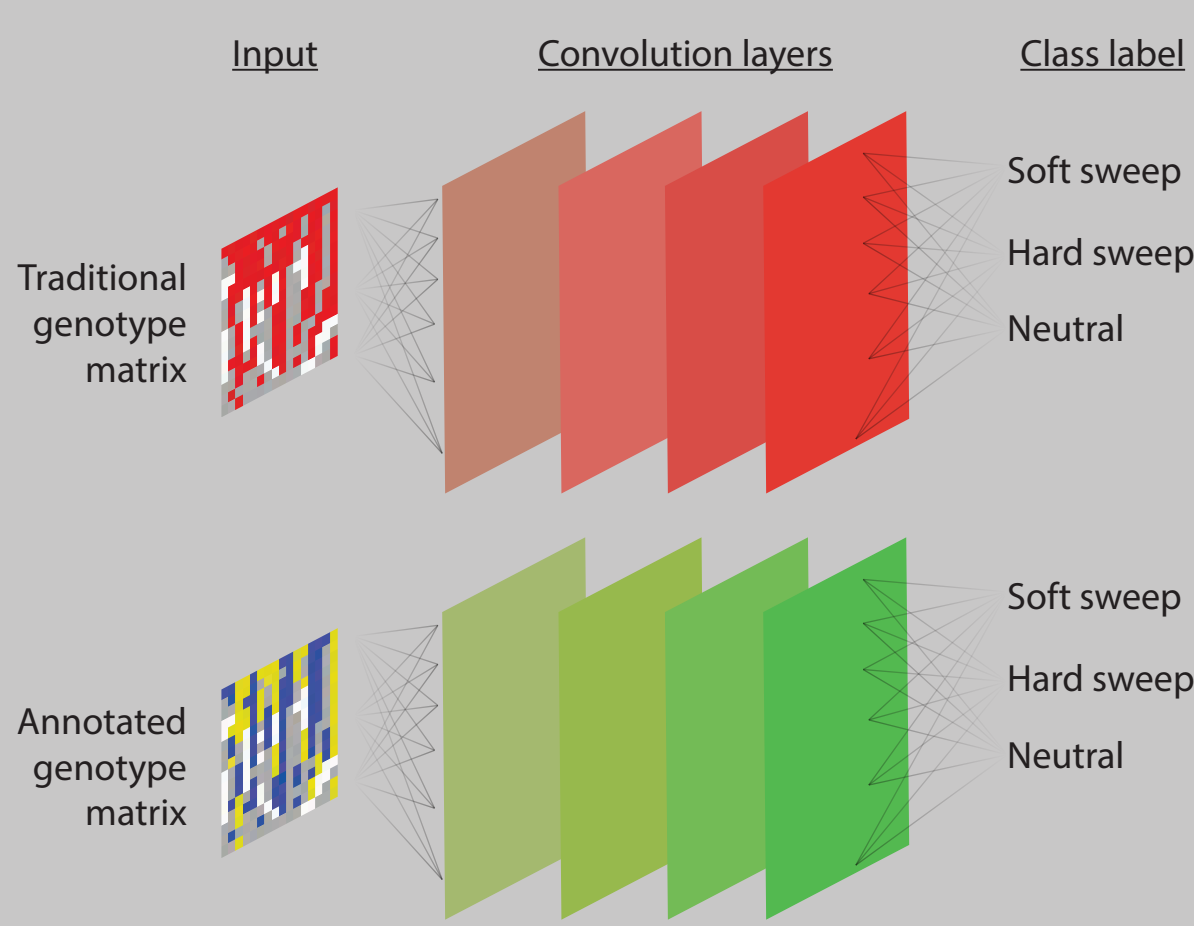 Input
Convolution layers
Class label
Traditional
genotype
matrix
Soft sweep
Hard sweep
Neutral
Annotated
genotype
matrix
Soft sweep
Hard sweep
Neutral